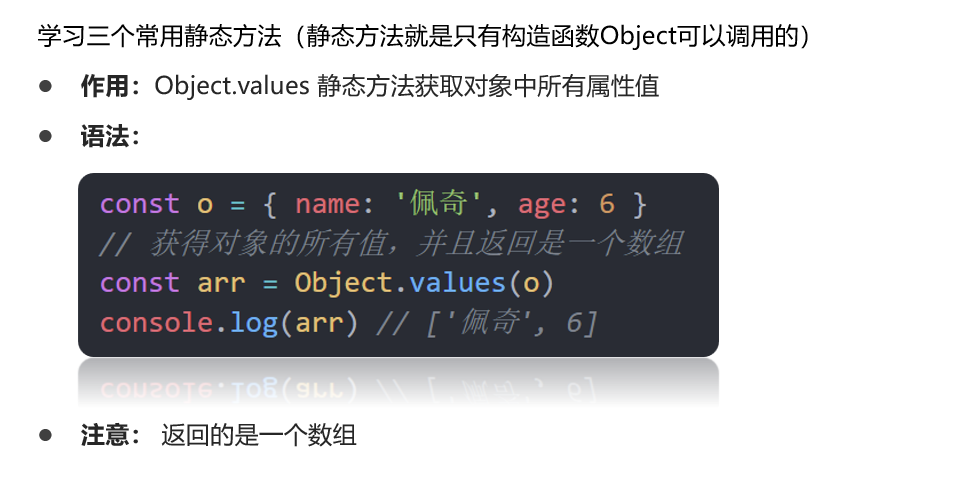 学习三个常用静态方法（静态方法就是只有构造函数Object可以调用的）
● 作用：Object.values 静态方法获取对象中所有属性值
● 语法：
const o = { name: '佩奇', age: 6 }
// 获得对象的所有值，并且返回是一个数组
const arr = Object.values(o)
console.log(arr) // ['佩奇', 6]
● 注意： 返回的是一个数组